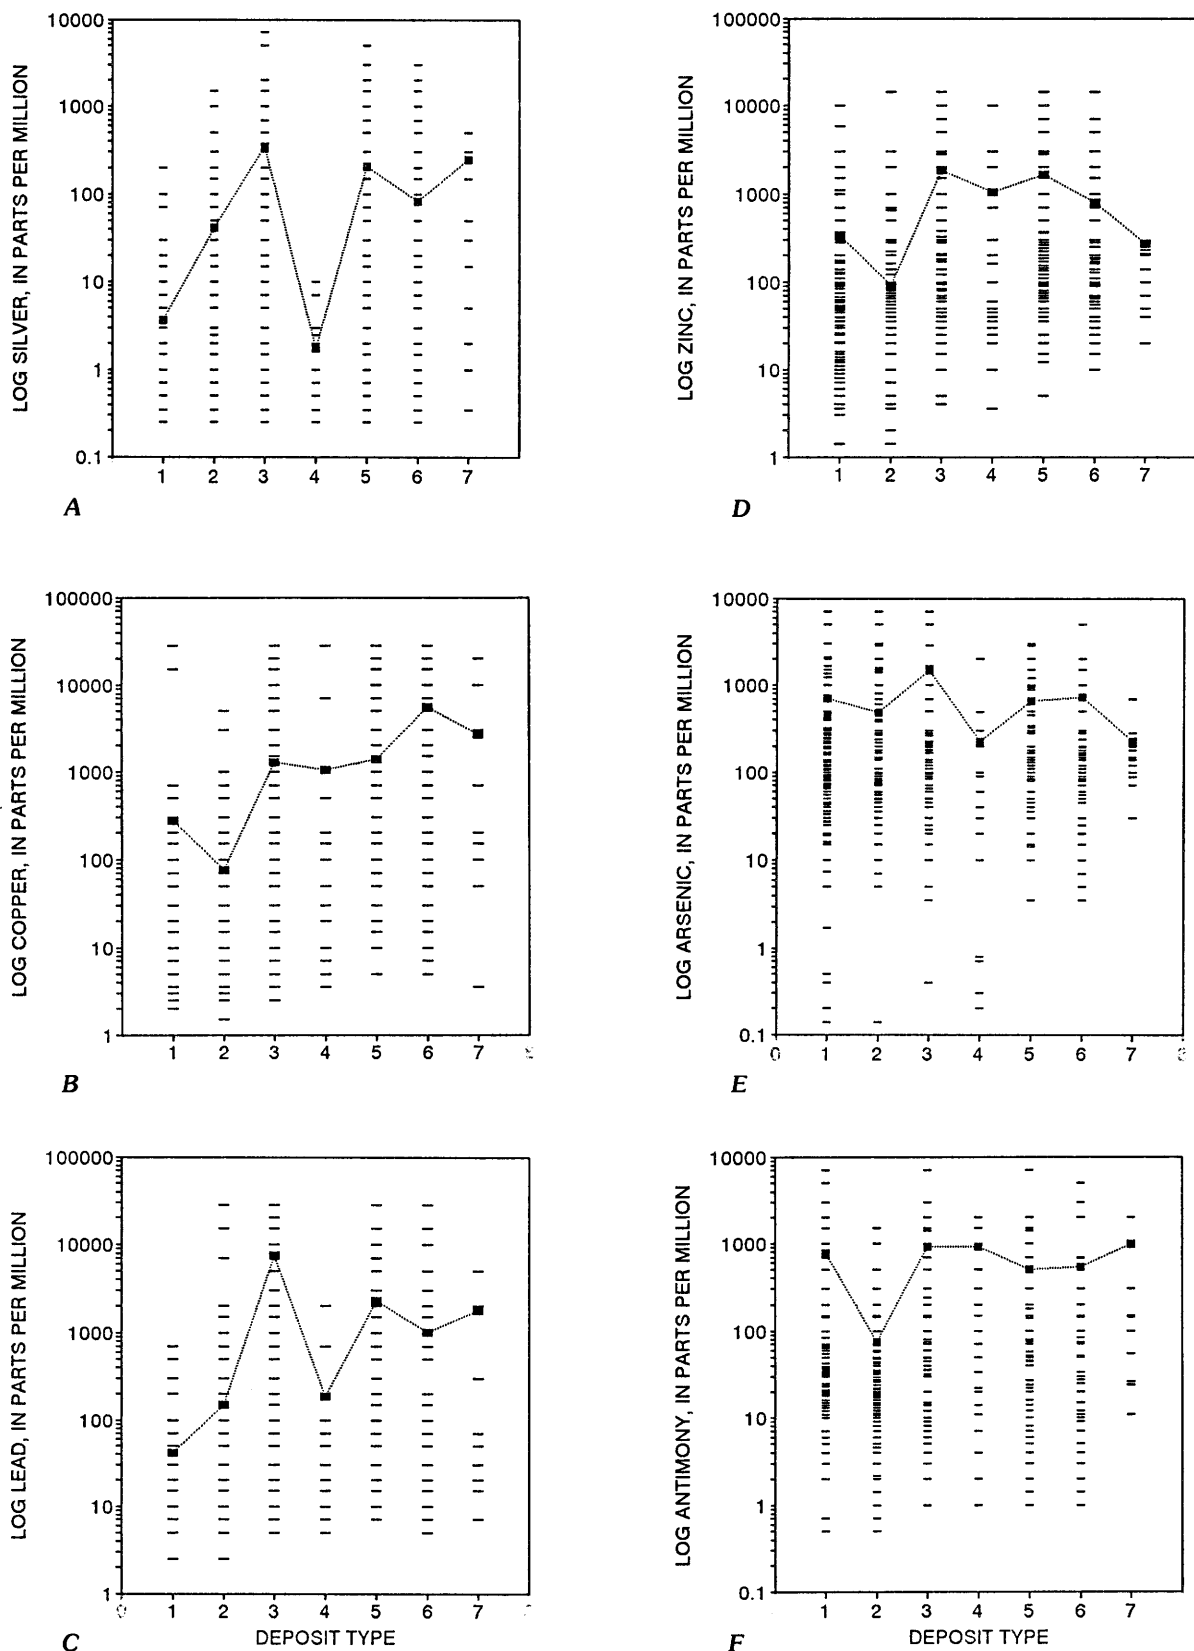 LOG SILVER, IN PARTS PER MILLION
10000
1000
100
10
1
0.1
1 2 3 4 5 6 7
A
LOG COPPER, IN PARTS PER MILLION
100000
10000
1000
100
10
1
1 2 3 4 5 6 7
B
LOG LEAD, IN PARTS PER MILLION
100000
10000
1000
100
10
1
0 1 2 3 4 5 6 7
DEPOSIT TYPE
C
LOG ZINC, IN PARTS PER MILLION
100000
10000
1000
100
10
1
1 2 3 4 5 6 7
D
LOG ARSENIC, IN PARTS PER MILLION
10000
1000
100
10
1
0.1
0 1 2 3 4 5 6 7
E
LOG ANTIMONY, IN PARTS PER MILLION
10000
1000
100
10
1
0.1
1 2 3 4 5 6 7
DEPOSIT TYPE
F